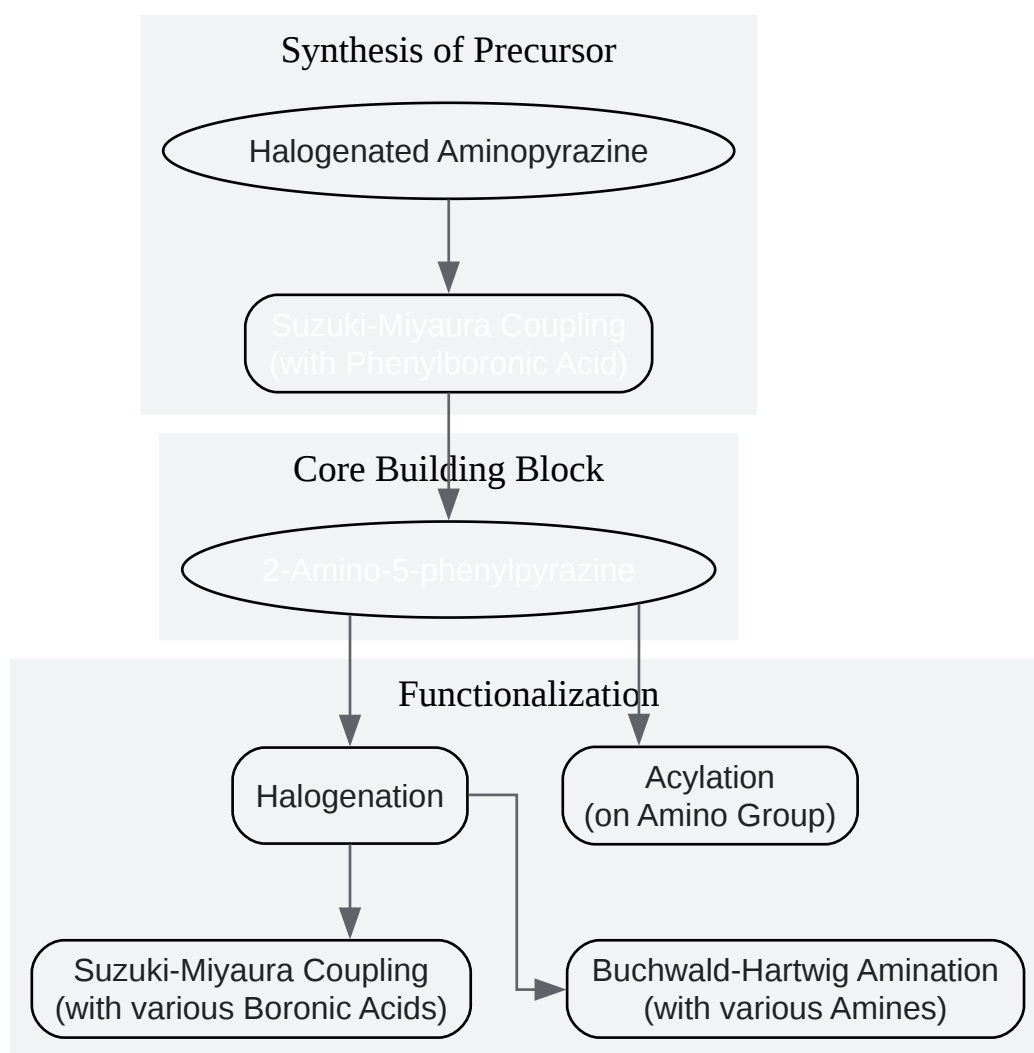 Synthesis of Precursor
Halogenated Aminopyrazine
Suzuki-Miyaura Coupling
(with Phenylboronic Acid)
Core Building Block
2-Amino-5-phenylpyrazine
Functionalization
Halogenation
Acylation
(on Amino Group)
Suzuki-Miyaura Coupling
(with various Boronic Acids)
Buchwald-Hartwig Amination
(with various Amines)